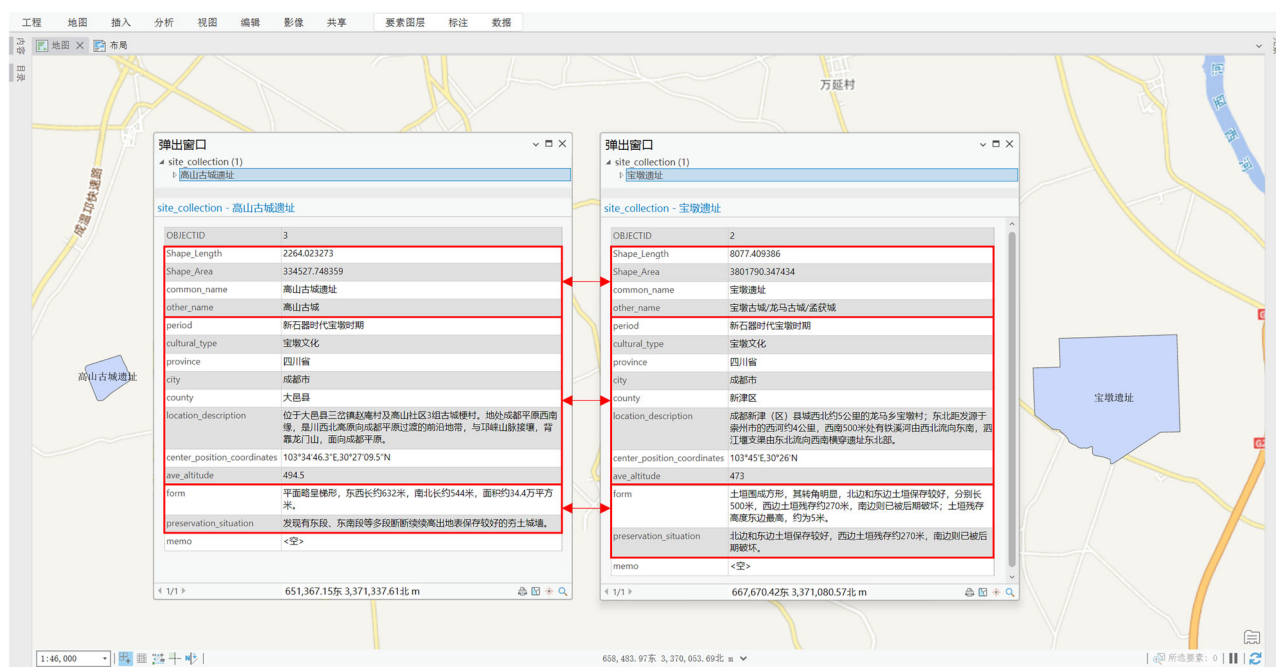 工程 地图 插入 分析 视图 编辑 影像 共享 要素图层 标注 数据
内容
地图 布局
目录
万延村
成温邛快速路
弹出窗口
site_collection (1)
高山古城遗址
site_collection - 高山古城遗址
OBJECTID 3
Shape_Length 2264.023273
Shape_Area 334527.748359
common_name 高山古城遗址
other_name 高山古城
period 新石器时代宝墩时期
cultural_type 宝墩文化
province 四川省
city 成都市
county 大邑县
location_description 位于大邑县三岔镇赵庵村及高山社区3组古城埂村。地处成都平原西南
缘，是川西北高原向成都平原过渡的前沿地带，与邛崃山脉接壤，背
靠龙门山，面向成都平原。
center_position_coordinates 103°34'46.3"E,30°27'09.5"N
ave_altitude 494.5
form 平面略呈梯形，东西长约632米，南北长约544米，面积约34.4万平方
米。
preservation_situation 发现有东段、东南段等多段断断续续高出地表保存较好的夯土城墙。
memo <空>
1/1 651,367.15东 3,371,337.61北 m
弹出窗口
site_collection (1)
宝墩遗址
site_collection - 宝墩遗址
OBJECTID 2
Shape_Length 8077.409386
Shape_Area 3801790.347434
common_name 宝墩遗址
other_name 宝墩古城/龙马古城/孟获城
period 新石器时代宝墩时期
cultural_type 宝墩文化
province 四川省
city 成都市
county 新津区
location_description 成都新津（区）县城西北约5公里的龙马乡宝墩村；东北距发源于
崇州市的西河约4公里，西南500米处有铁溪河由西北流向东南，泗
江堰支渠由东北流向西南横穿遗址东北部。
center_position_coordinates 103°45'E,30°26'N
ave_altitude 473
form 土垣围成方形，其转角明显，北边和东边土垣保存较好，分别长
500米，西边土垣残存约270米，南边则已被后期破坏；土垣残存
高度东边最高，约为5米。
preservation_situation 北边和东边土垣保存较好，西边土垣残存约270米，南边则已被后
期破坏。
memo <空>
1/1 667,670.42东 3,371,080.57北 m
高山古城遗址
宝墩遗址
1:46,000
658,483.97东 3,370,053.69北 m
所选要素: 0